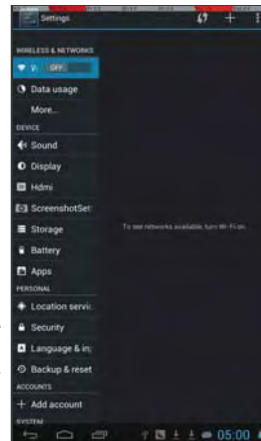 Settings
WIRELESS & NETWORKS
OFF
Data usage
More...
DEVICE
Sound
Display
Hdmi
ScreenshotSet
Storage
To see networks available, turn Wi-Fi on.
Battery
Apps
PERSONAL
Location servic
Security
Language & in
Backup & reset
ACCOUNTS
Add account
SYSTEM
05:00